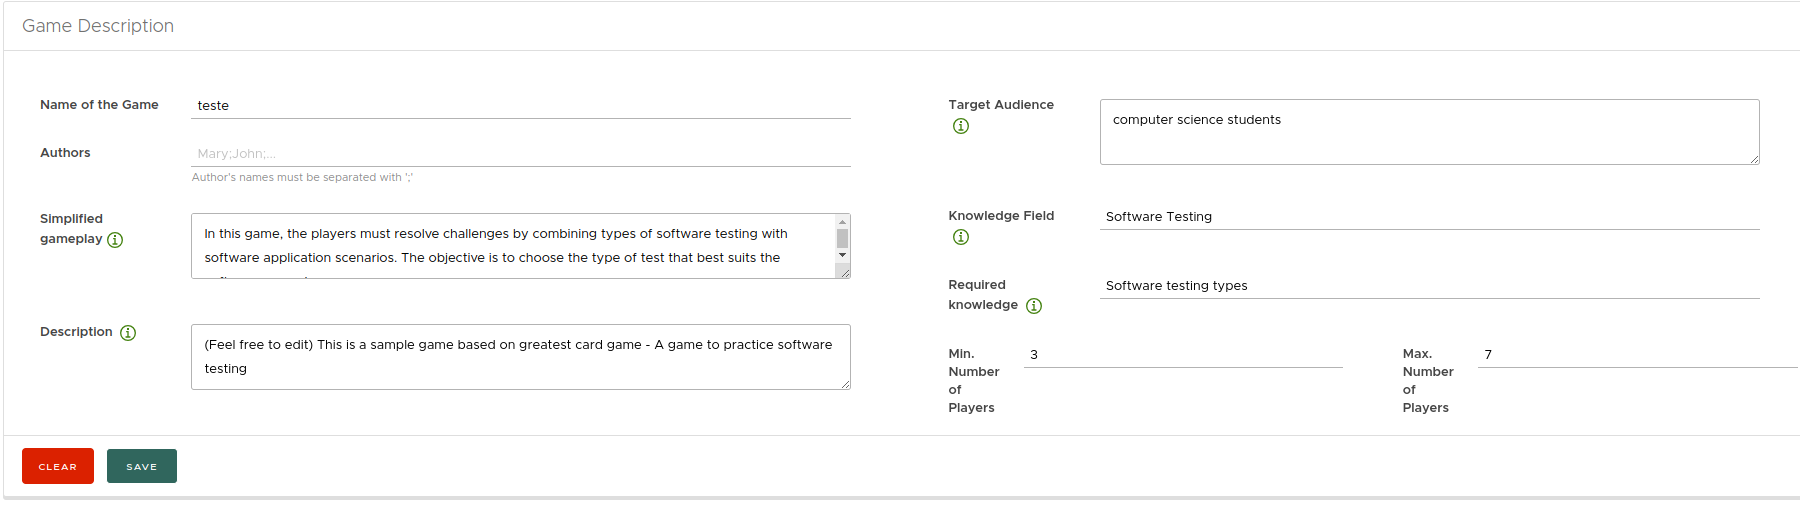 Game Description
Name of the Game
teste
Authors
Mary;John;...
Author's names must be separated with ';'
Simplified
gameplay
In this game, the players must resolve challenges by combining types of software testing with
software application scenarios. The objective is to choose the type of test that best suits the
Description
(Feel free to edit) This is a sample game based on greatest card game - A game to practice software
testing
Target Audience
computer science students
Knowledge Field
Software Testing
Required
knowledge
Software testing types
Min.
Number
of
Players
3
Max.
Number
of
Players
7
CLEAR
SAVE